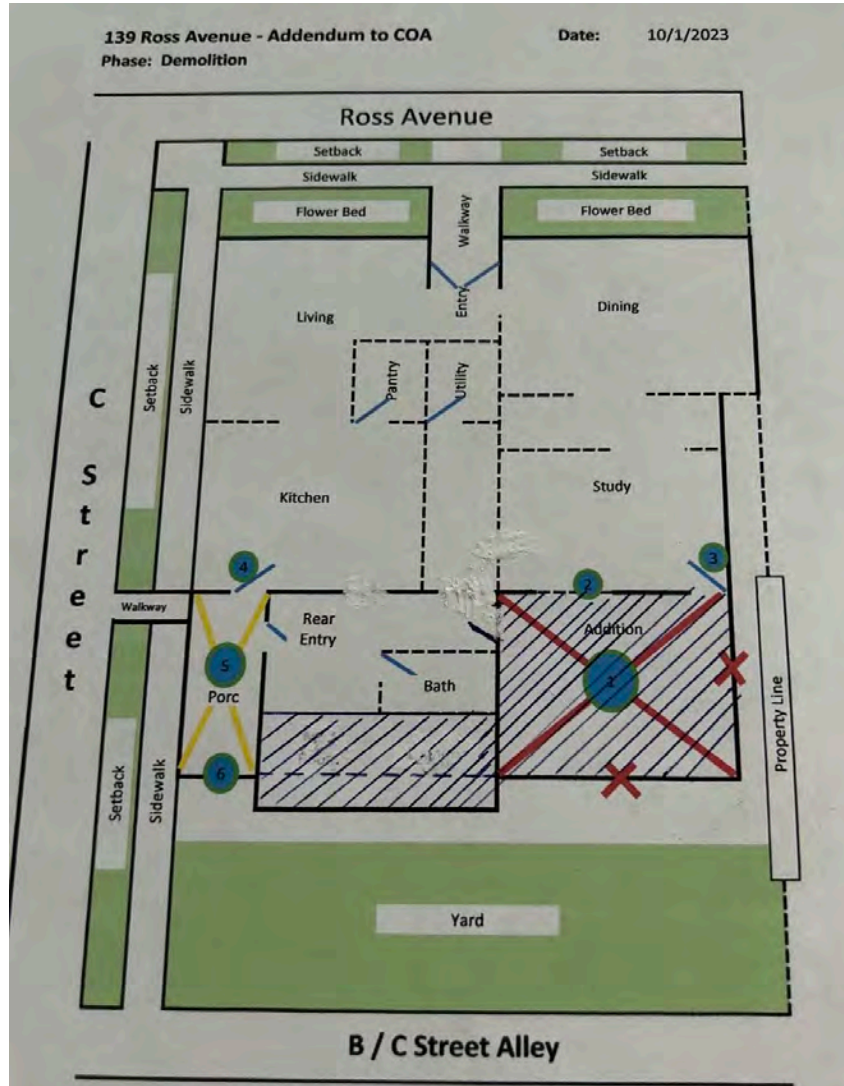 139 Ross Avenue - Addendum to COA Date: 10/1/2023
Phase: Demolition
Ross Avenue
Setback Setback
Sidewalk Sidewalk
Flower Bed Walkway Flower Bed
Living Entry Dining
Pantry Utility
C Street
Setback Sidewalk
Kitchen Study
4 2 3
Walkway
Rear
Entry
Addition
5 1
Porc Bath
6
Setback Sidewalk
Property Line
Yard
B / C Street Alley